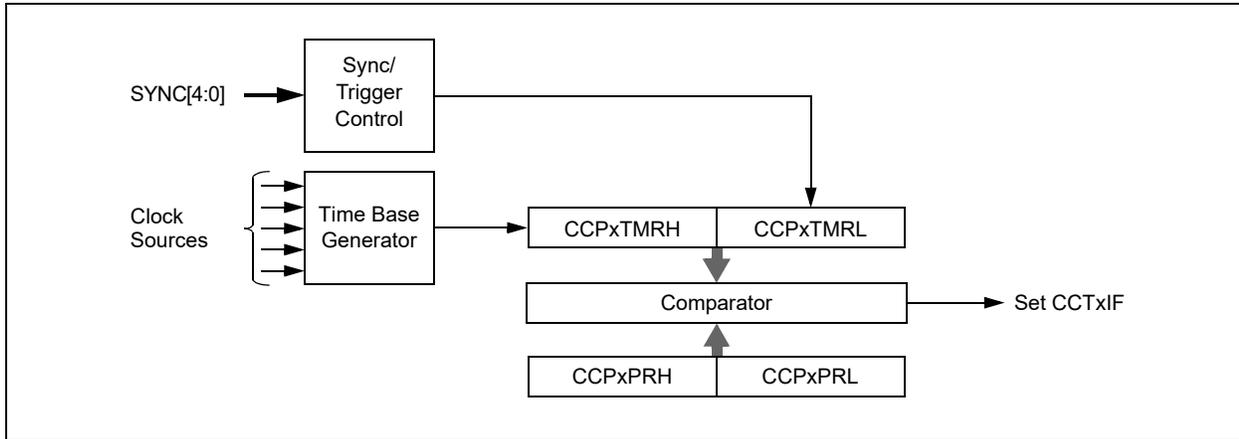 SYNC[4:0]
Sync/
Trigger
Control
Clock
Sources
Time Base
Generator
CCPxTMRH
CCPxTMRL
Comparator
Set CCTxIF
CCPxPRH
CCPxPRL